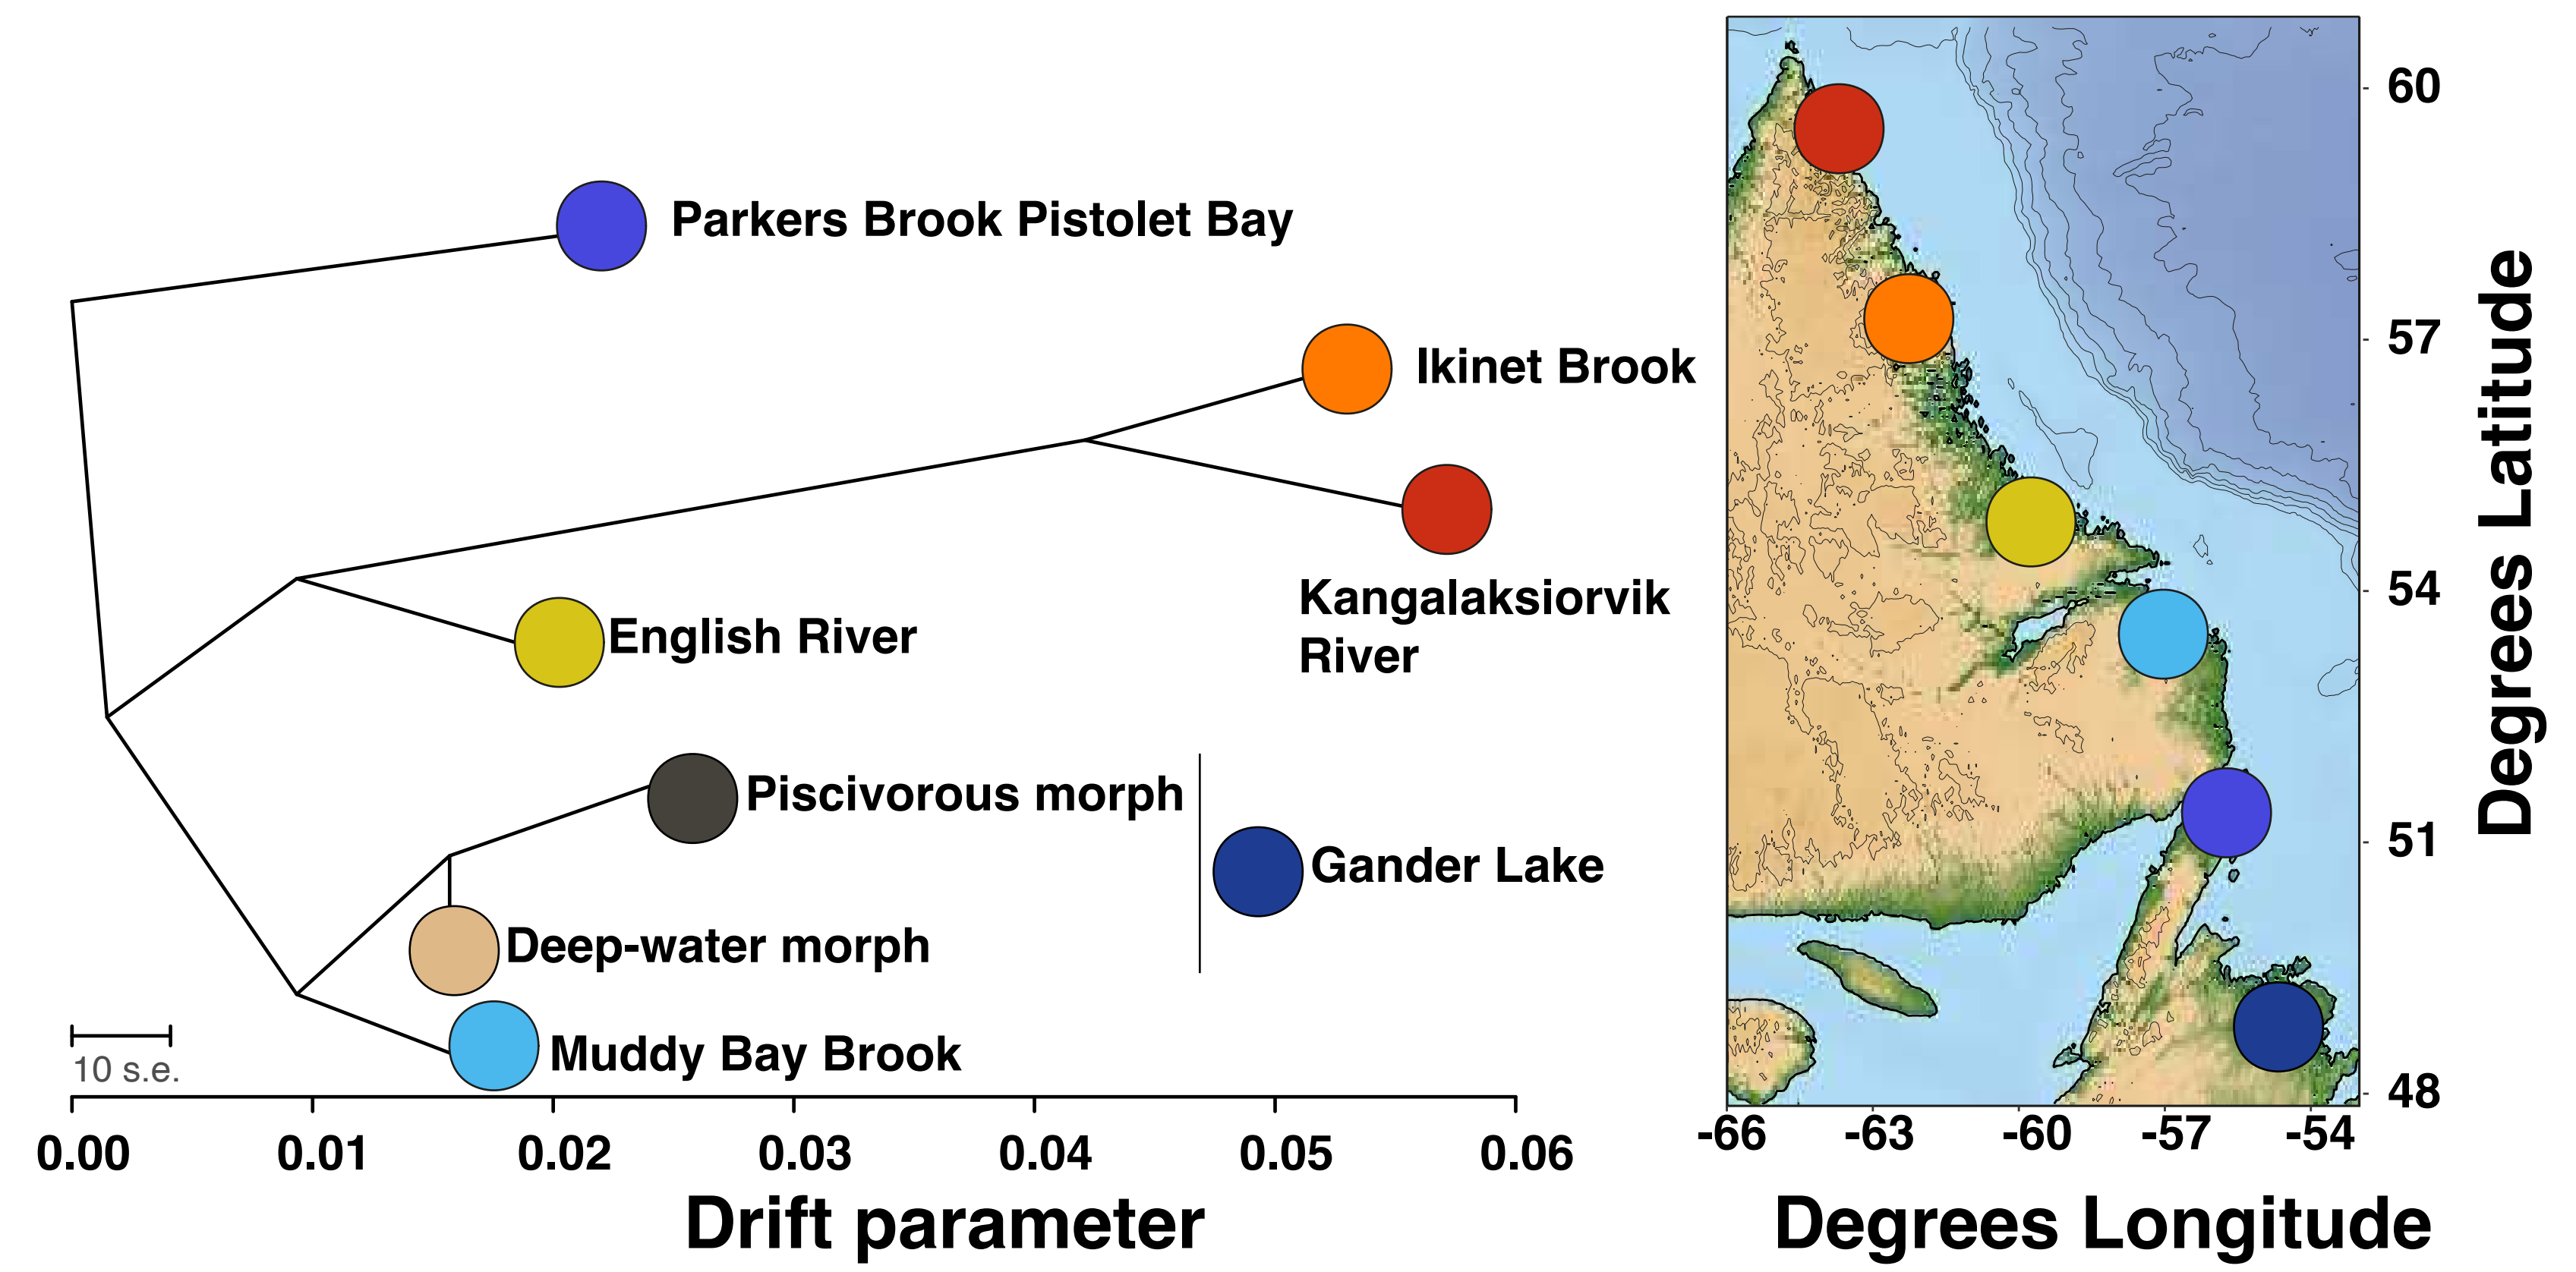 Parkers Brook Pistolet Bay
Ikinet Brook
Kangalaksiorvik
River
English River
Piscivorous morph
Gander Lake
Deep-water morph
Muddy Bay Brook
10 s.e.
0.00 0.01 0.02 0.03 0.04 0.05 0.06
Drift parameter
60
57
54
51
48
Degrees Latitude
-66 -63 -60 -57 -54
Degrees Longitude